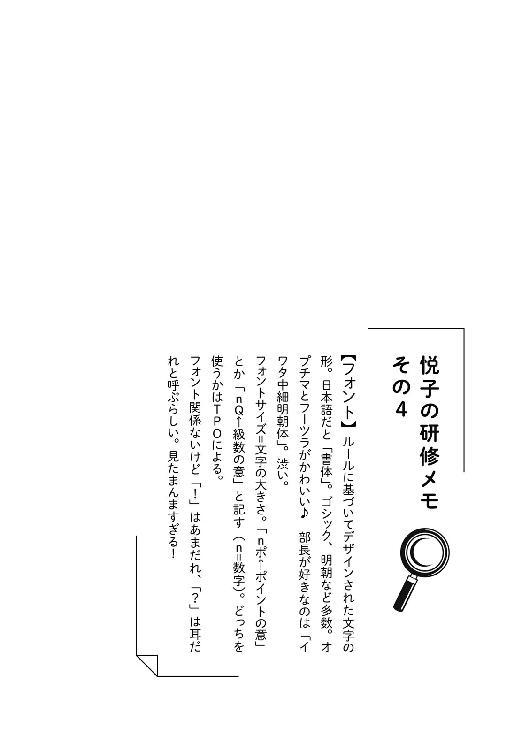 悦子の研修メモ
その4
【フォント】ルールに基づいてデザインされた文字の
形。日本語だと「書体」。ゴシック、明朝など多数。オ
プチマとフーツラがかわいい♪　部長が好きなのは「イ
ワタ中細明朝体」。渋い。
フォントサイズ=文字の大きさ。「nポ←ポイントの意」
とか「nQ←級数の意」と記す（n=数字）。どっちを
使うかはTPOによる。
フォント関係ないけど「！」はあまだれ、「？」は耳だ
れと呼ぶらしい。見たまんますぎる！